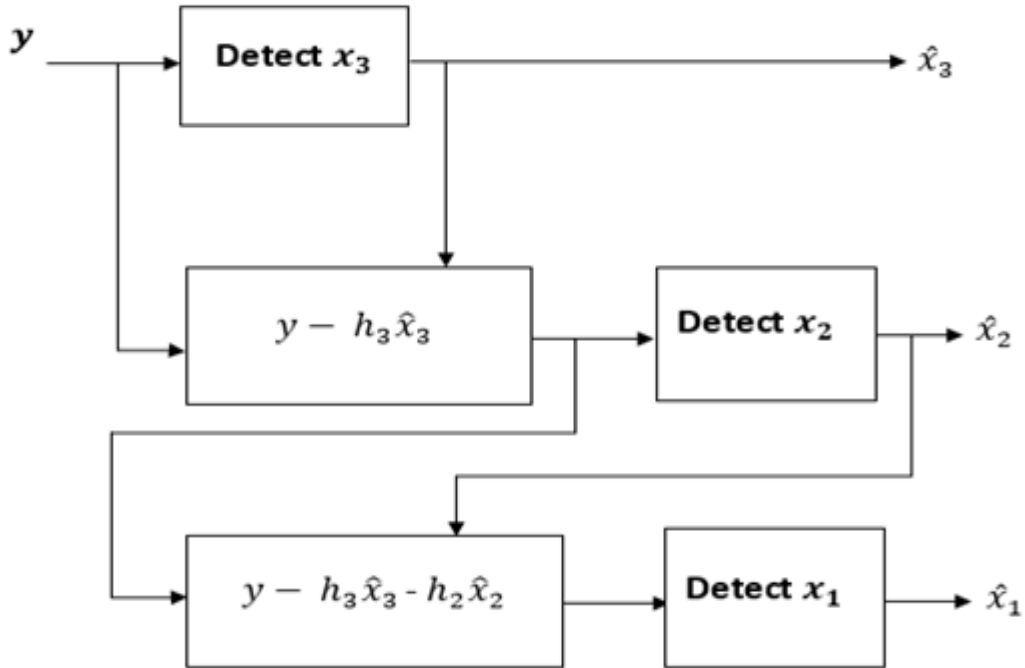 y
Detect x₃
x̂₃
y − h₃x̂₃
Detect x₂
x̂₂
y − h₃x̂₃ - h₂x̂₂
Detect x₁
x̂₁